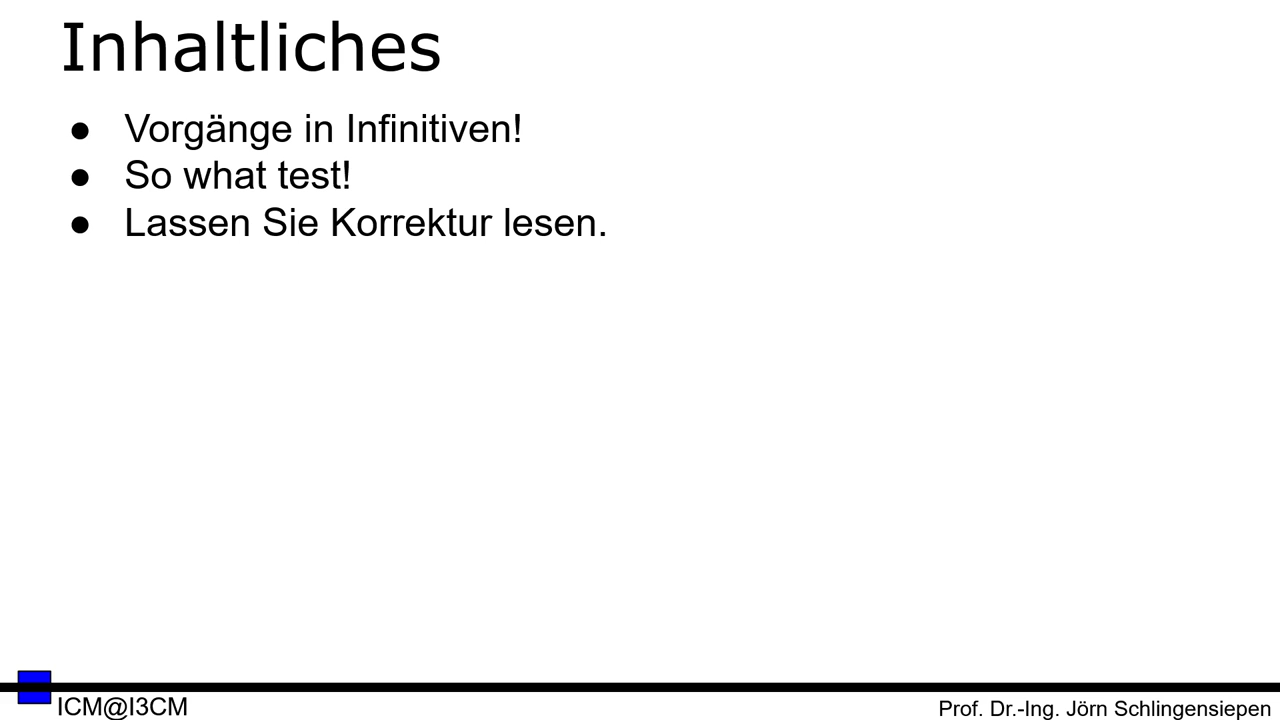 Inhaltliches
● Vorgänge in Infinitiven!
● So what test!
● Lassen Sie Korrektur lesen.
ICM@I3CM
Prof. Dr.-Ing. Jörn Schlingensiepen